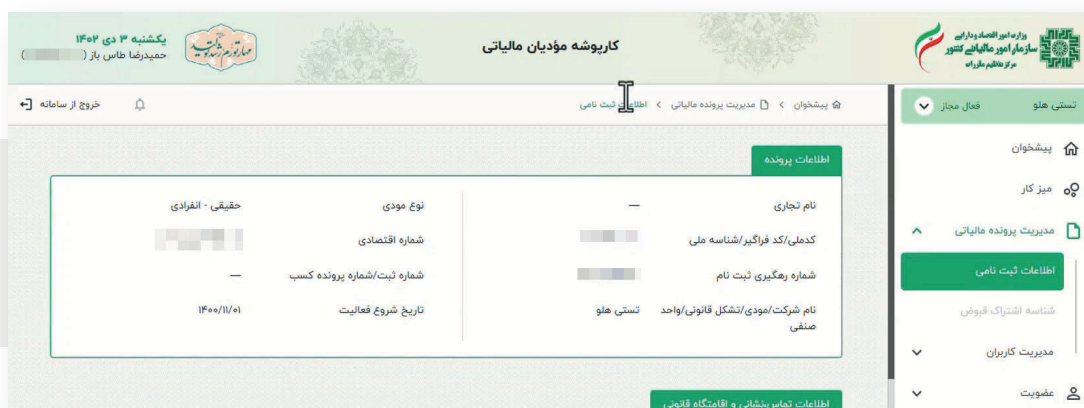 وزارت امور اقتصاد و دارایی
سازمان امور مالیاتی کشور
مرکز تنظیم مقررات
کارپوشه مؤدیان مالیاتی
یکشنبه ۳ دی ۱۴۰۲
حمیدرضا طاس باز (
)
تستی هلو
فعال مجاز
پیشخوان > مدیریت پرونده مالیاتی > اطلاعات ثبت نامی
خروج از سامانه
پیشخوان
میز کار
مدیریت پرونده مالیاتی
اطلاعات ثبت نامی
شناسه اشتراک قبوض
مدیریت کاربران
عضویت
اطلاعات پرونده
نام تجاری —
نوع مودی حقیقی - انفرادی
کدملی/کد فراگیر/شناسه ملی
شماره اقتصادی
شماره رهگیری ثبت نام
شماره ثبت/شماره پرونده کسب —
نام شرکت/مودی/تشکل قانونی/واحد صنفی تستی هلو
تاریخ شروع فعالیت ۱۴۰۰/۱۱/۰۱
اطلاعات تماس،نشانی و اقامتگاه قانونی